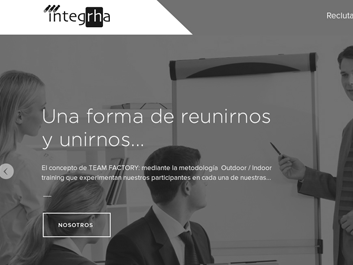 integrha
Recluta
Una forma de reunirnos
y unirnos...
El concepto de TEAM FACTORY: mediante la metodología Outdoor / Indoor
training que experimentan nuestros participantes en cada una de nuestras...
NOSOTROS